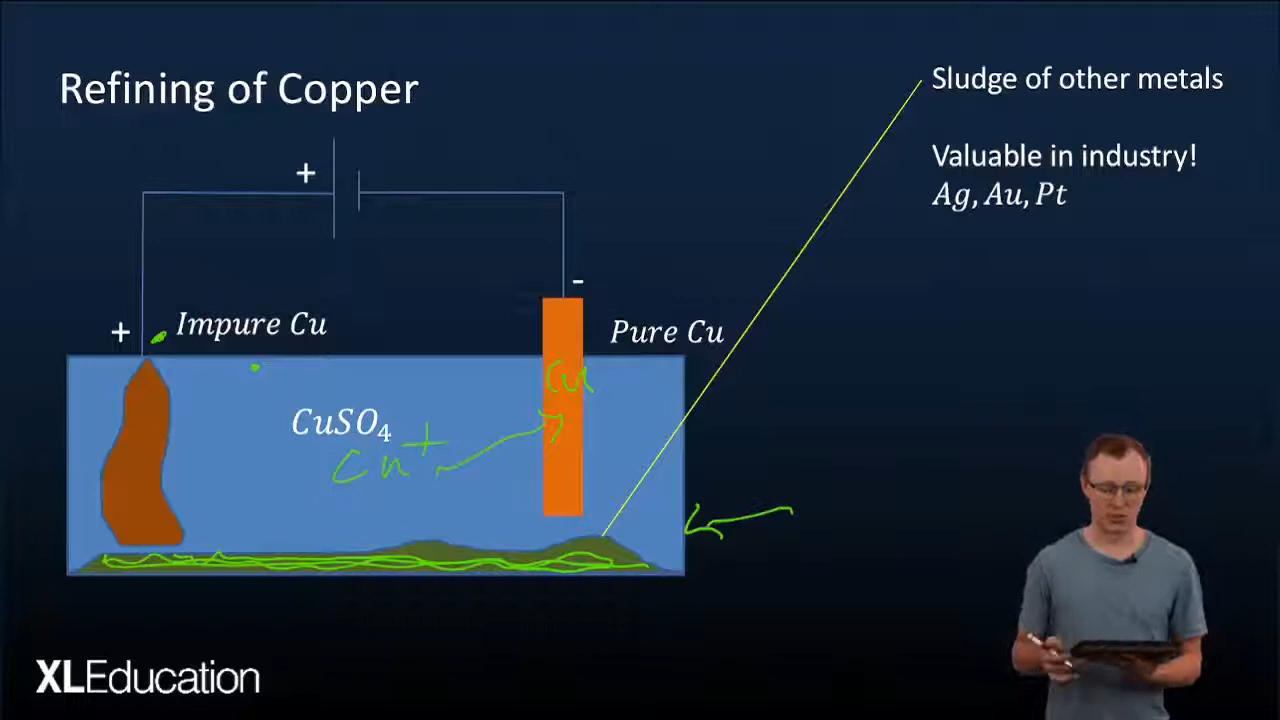 Refining of Copper
Sludge of other metals
Valuable in industry!
Ag, Au, Pt
+
-
+
Impure Cu
Pure Cu
Cu
CuSO₄
Cu⁺
XLEducation